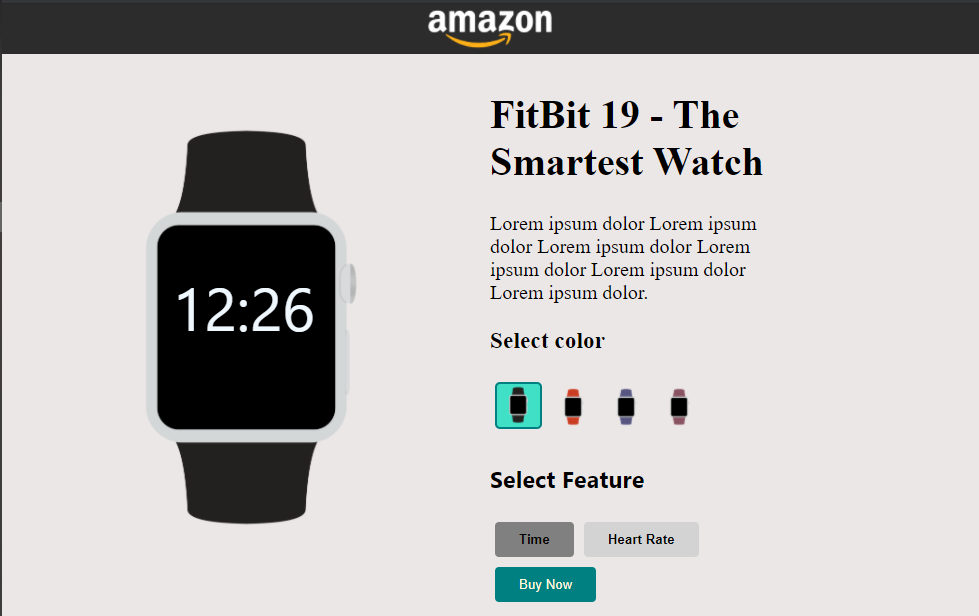 amazon
FitBit 19 - The
Smartest Watch
12:26
Lorem ipsum dolor Lorem ipsum
dolor Lorem ipsum dolor Lorem
ipsum dolor Lorem ipsum dolor
Lorem ipsum dolor.
Select color
Select Feature
Time
Heart Rate
Buy Now